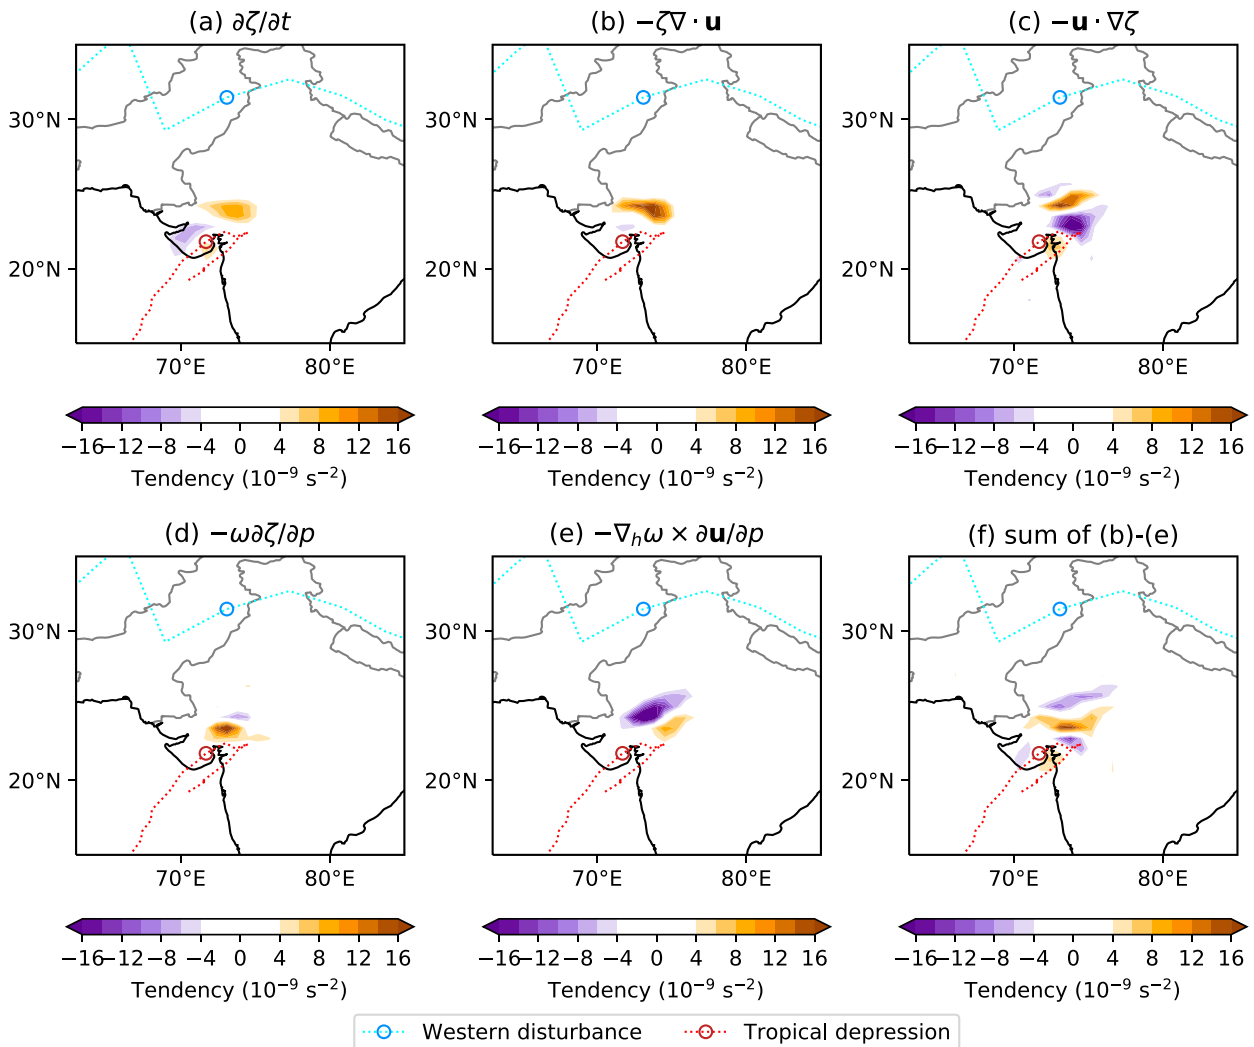 (a) ∂ζ/∂t
(b) −ζ∇ · u
(c) −u · ∇ζ
30°N
20°N
70°E 80°E
30°N
20°N
70°E 80°E
30°N
20°N
70°E 80°E
−16−12 −8 −4 0 4 8 12 16
Tendency (10⁻⁹ s⁻²)
−16−12 −8 −4 0 4 8 12 16
Tendency (10⁻⁹ s⁻²)
−16−12 −8 −4 0 4 8 12 16
Tendency (10⁻⁹ s⁻²)
(d) −ω∂ζ/∂p
(e) −∇ₕω × ∂u/∂p
(f) sum of (b)-(e)
30°N
20°N
70°E 80°E
30°N
20°N
70°E 80°E
30°N
20°N
70°E 80°E
−16−12 −8 −4 0 4 8 12 16
Tendency (10⁻⁹ s⁻²)
−16−12 −8 −4 0 4 8 12 16
Tendency (10⁻⁹ s⁻²)
−16−12 −8 −4 0 4 8 12 16
Tendency (10⁻⁹ s⁻²)
Western disturbance
Tropical depression